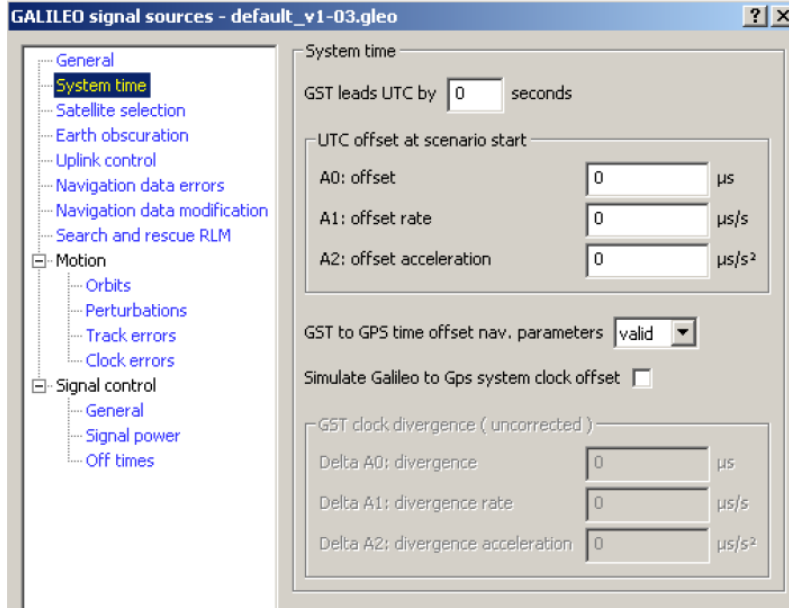 GALILEO signal sources - default_v1-03.gleo
General
System time
Satellite selection
Earth obscuration
Uplink control
Navigation data errors
Navigation data modification
Search and rescue RLM
Motion
Orbits
Perturbations
Track errors
Clock errors
Signal control
General
Signal power
Off times
System time
GST leads UTC by 0 seconds
UTC offset at scenario start
A0: offset 0 µs
A1: offset rate 0 µs/s
A2: offset acceleration 0 µs/s²
GST to GPS time offset nav. parameters valid
Simulate Galileo to Gps system clock offset
GST clock divergence ( uncorrected )
Delta A0: divergence 0 µs
Delta A1: divergence rate 0 µs/s
Delta A2: divergence acceleration 0 µs/s²